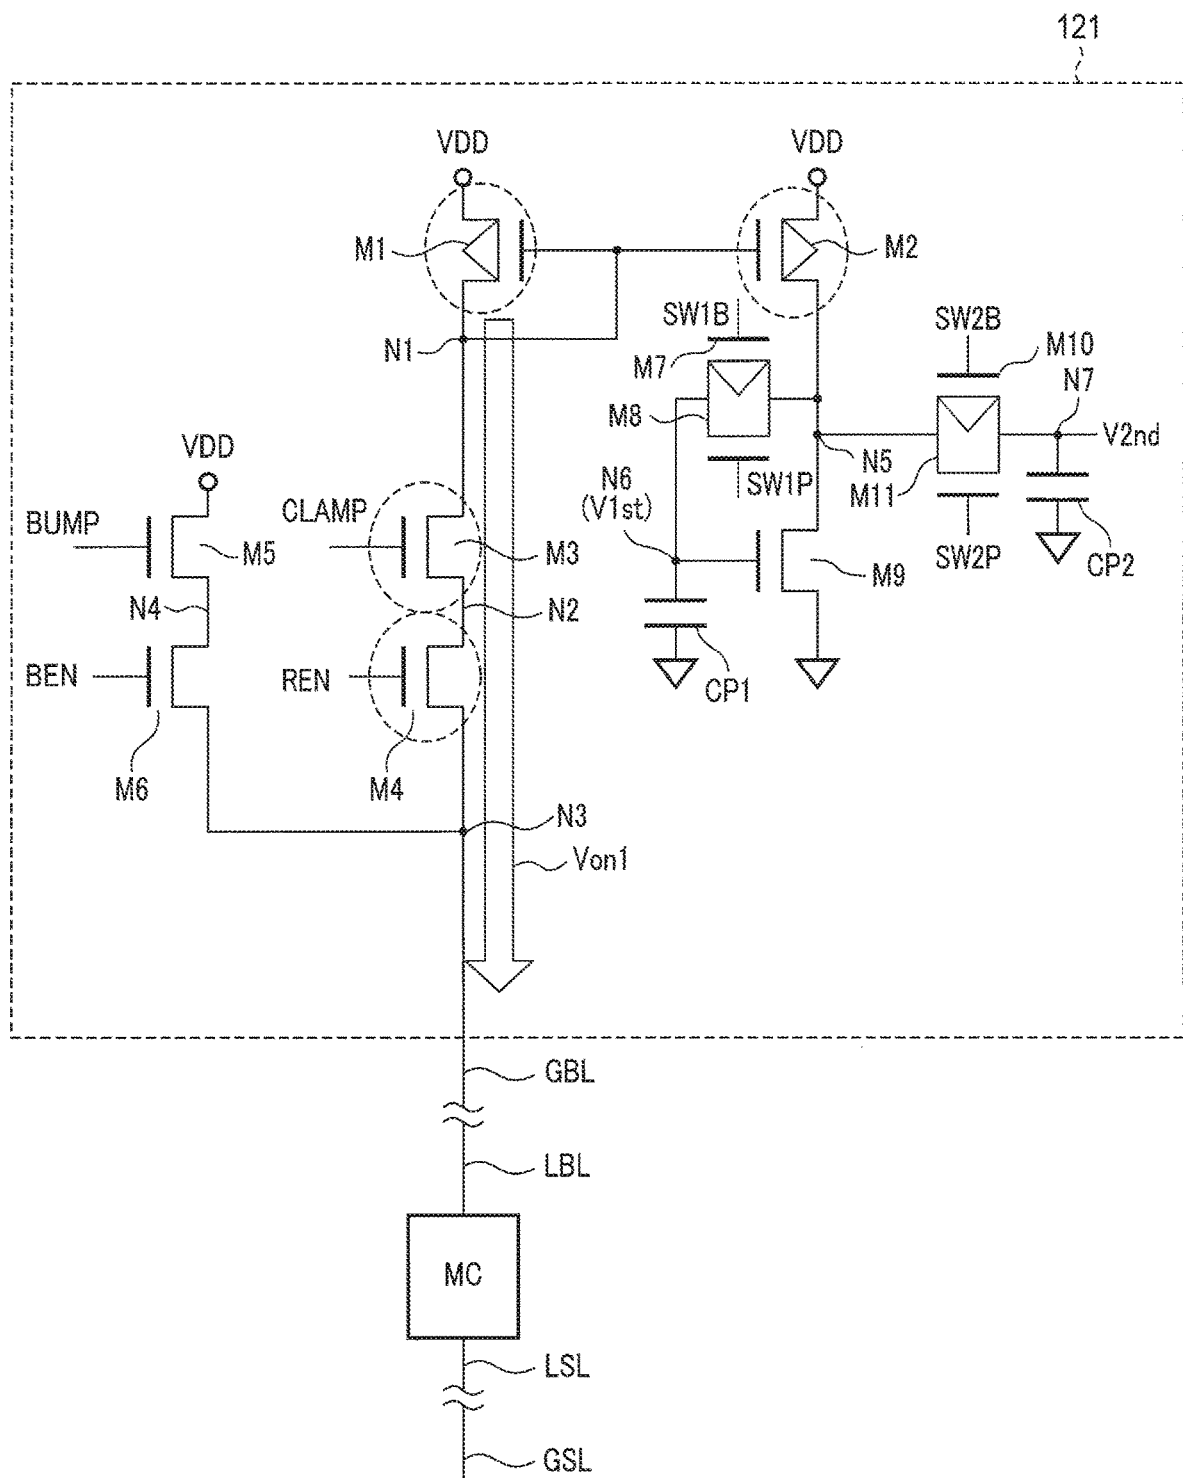 121
VDD
VDD
M1
M2
SW1B
SW2B
N1
M7
M10
N7
M8
V2nd
VDD
N5
SW1P
M11
N6
(V1st)
BUMP
CLAMP
M5
M3
SW2P
CP2
M9
N4
N2
BEN
REN
CP1
M6
M4
N3
Von1
GBL
LBL
MC
LSL
GSL